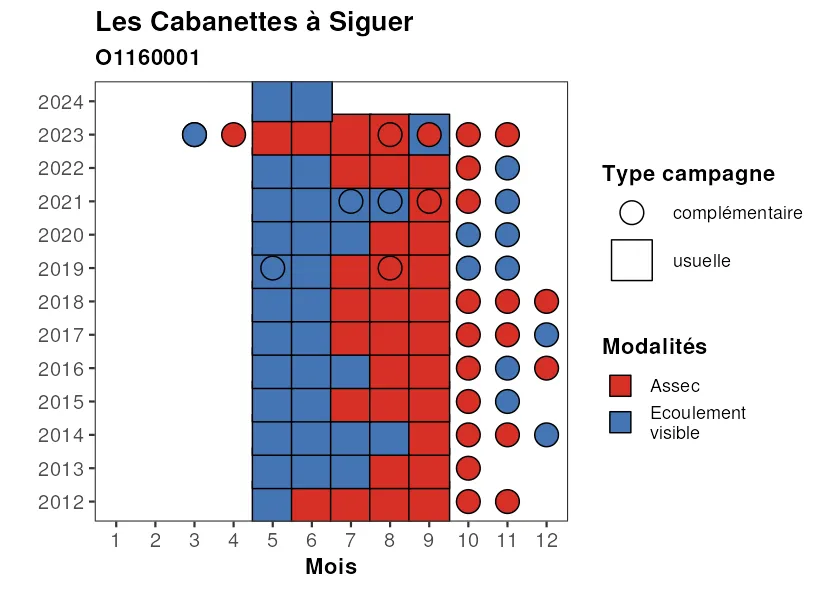 Les Cabanettes à Siguer
O1160001
2024
2023
2022
2021
2020
2019
2018
2017
2016
2015
2014
2013
2012
1 2 3 4 5 6 7 8 9 10 11 12
Mois
Type campagne
complémentaire
usuelle
Modalités
Assec
Ecoulement
visible